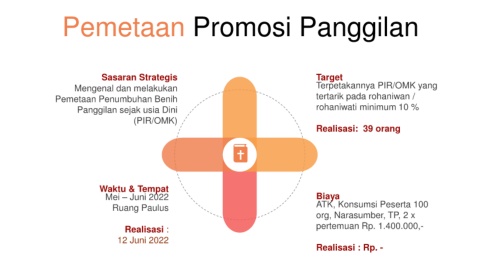 Pemetaan Promosi Panggilan
Sasaran Strategis
Mengenal dan melakukan
Pemetaan Penumbuhan Benih
Panggilan sejak usia Dini
(PIR/OMK)
Target
Terpetakannya PIR/OMK yang
tertarik pada rohaniwan /
rohaniwati minimum 10 %
Realisasi: 39 orang
Waktu & Tempat
Mei – Juni 2022
Ruang Paulus
Realisasi :
12 Juni 2022
Biaya
ATK, Konsumsi Peserta 100
org, Narasumber, TP, 2 x
pertemuan Rp. 1.400.000,-
Realisasi : Rp. -